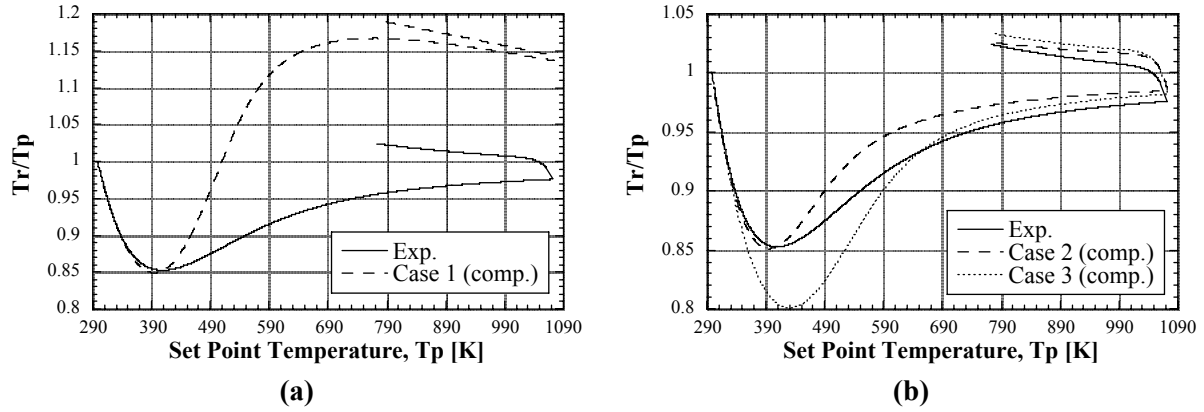 1.2
1.15
1.1
1.05
1
0.95
0.9
0.85
0.8
Tr/Tp
290 390 490 590 690 790 890 990 1090
Set Point Temperature, Tp [K]
Exp.
Case 1 (comp.)
(a)
1.05
1
0.95
0.9
0.85
0.8
Tr/Tp
290 390 490 590 690 790 890 990 1090
Set Point Temperature, Tp [K]
Exp.
Case 2 (comp.)
Case 3 (comp.)
(b)